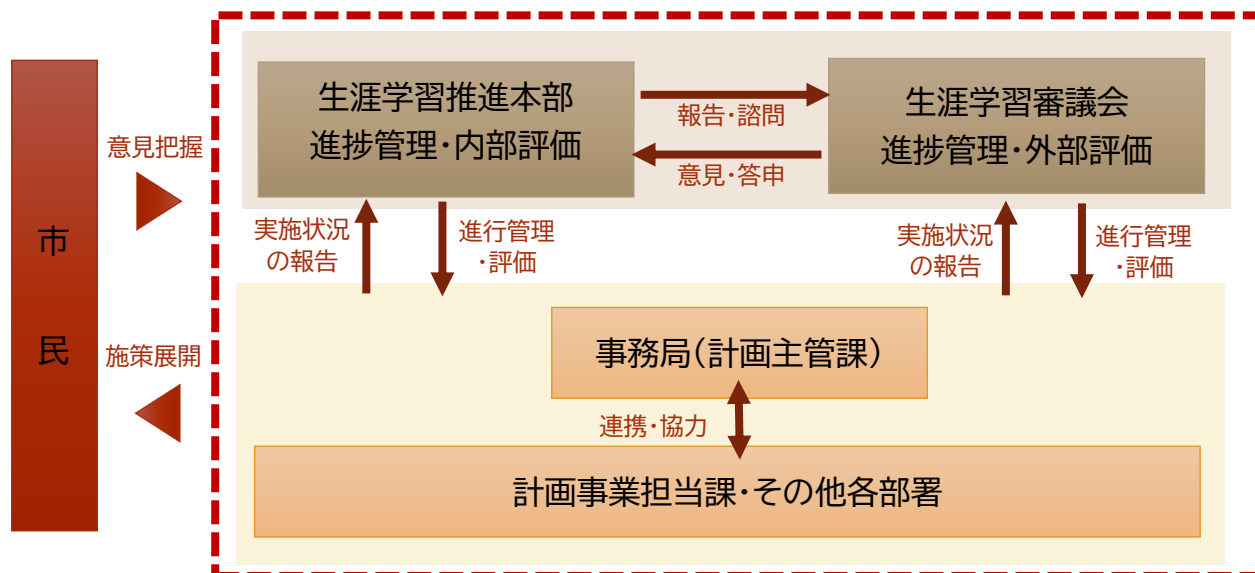 市
民
意見把握
施策展開
生涯学習推進本部
進捗管理・内部評価
報告・諮問
意見・答申
生涯学習審議会
進捗管理・外部評価
実施状況
の報告
進行管理
・評価
実施状況
の報告
進行管理
・評価
事務局(計画主管課)
連携・協力
計画事業担当課・その他各部署